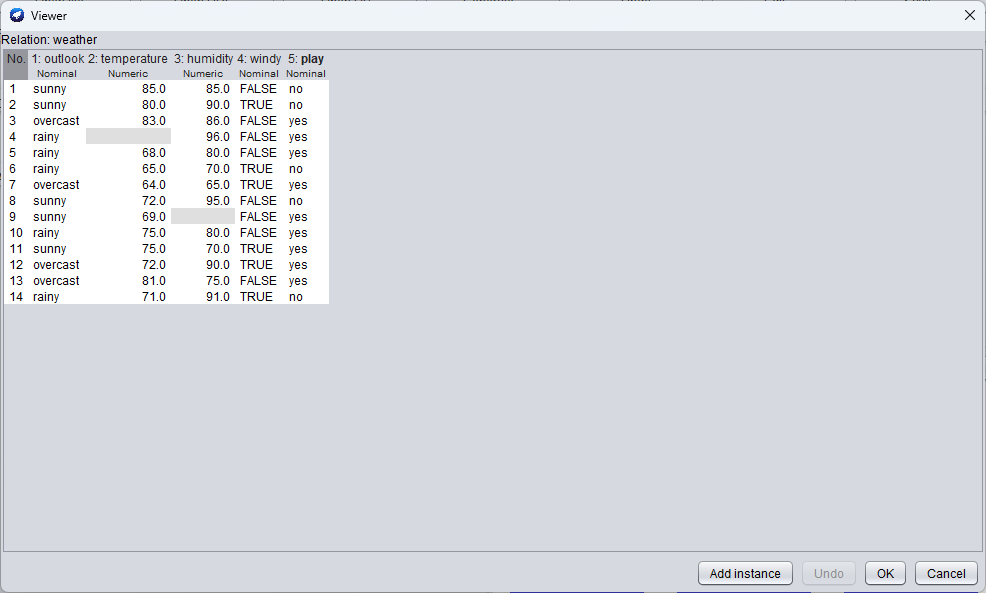 Viewer
Relation: weather
No. 1: outlook 2: temperature 3: humidity 4: windy 5: play
Nominal Numeric Numeric Nominal Nominal
1 sunny 85.0 85.0 FALSE no
2 sunny 80.0 90.0 TRUE no
3 overcast 83.0 86.0 FALSE yes
4 rainy 96.0 FALSE yes
5 rainy 68.0 80.0 FALSE yes
6 rainy 65.0 70.0 TRUE no
7 overcast 64.0 65.0 TRUE yes
8 sunny 72.0 95.0 FALSE no
9 sunny 69.0 FALSE yes
10 rainy 75.0 80.0 FALSE yes
11 sunny 75.0 70.0 TRUE yes
12 overcast 72.0 90.0 TRUE yes
13 overcast 81.0 75.0 FALSE yes
14 rainy 71.0 91.0 TRUE no
Add instance Undo OK Cancel